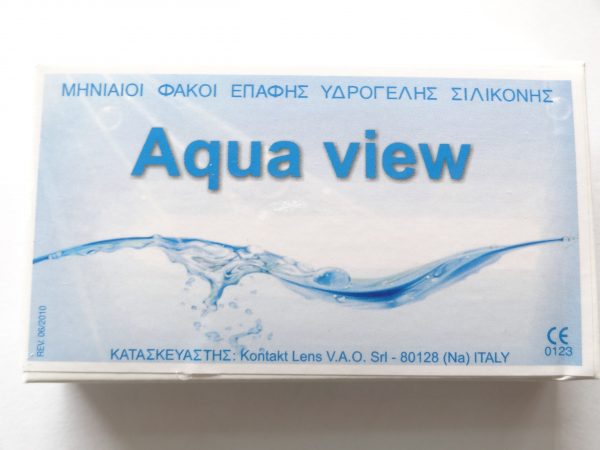 ΜΗΝΙΑΙΟΙ ΦΑΚΟΙ ΕΠΑΦΗΣ ΥΔΡΟΓΕΛΗΣ ΣΙΛΙΚΟΝΗΣ
Aqua view
REV. 06/2010
CE
0123
ΚΑΤΑΣΚΕΥΑΣΤΗΣ: Kontakt Lens V.A.O. Srl - 80128 (Na) ITALY